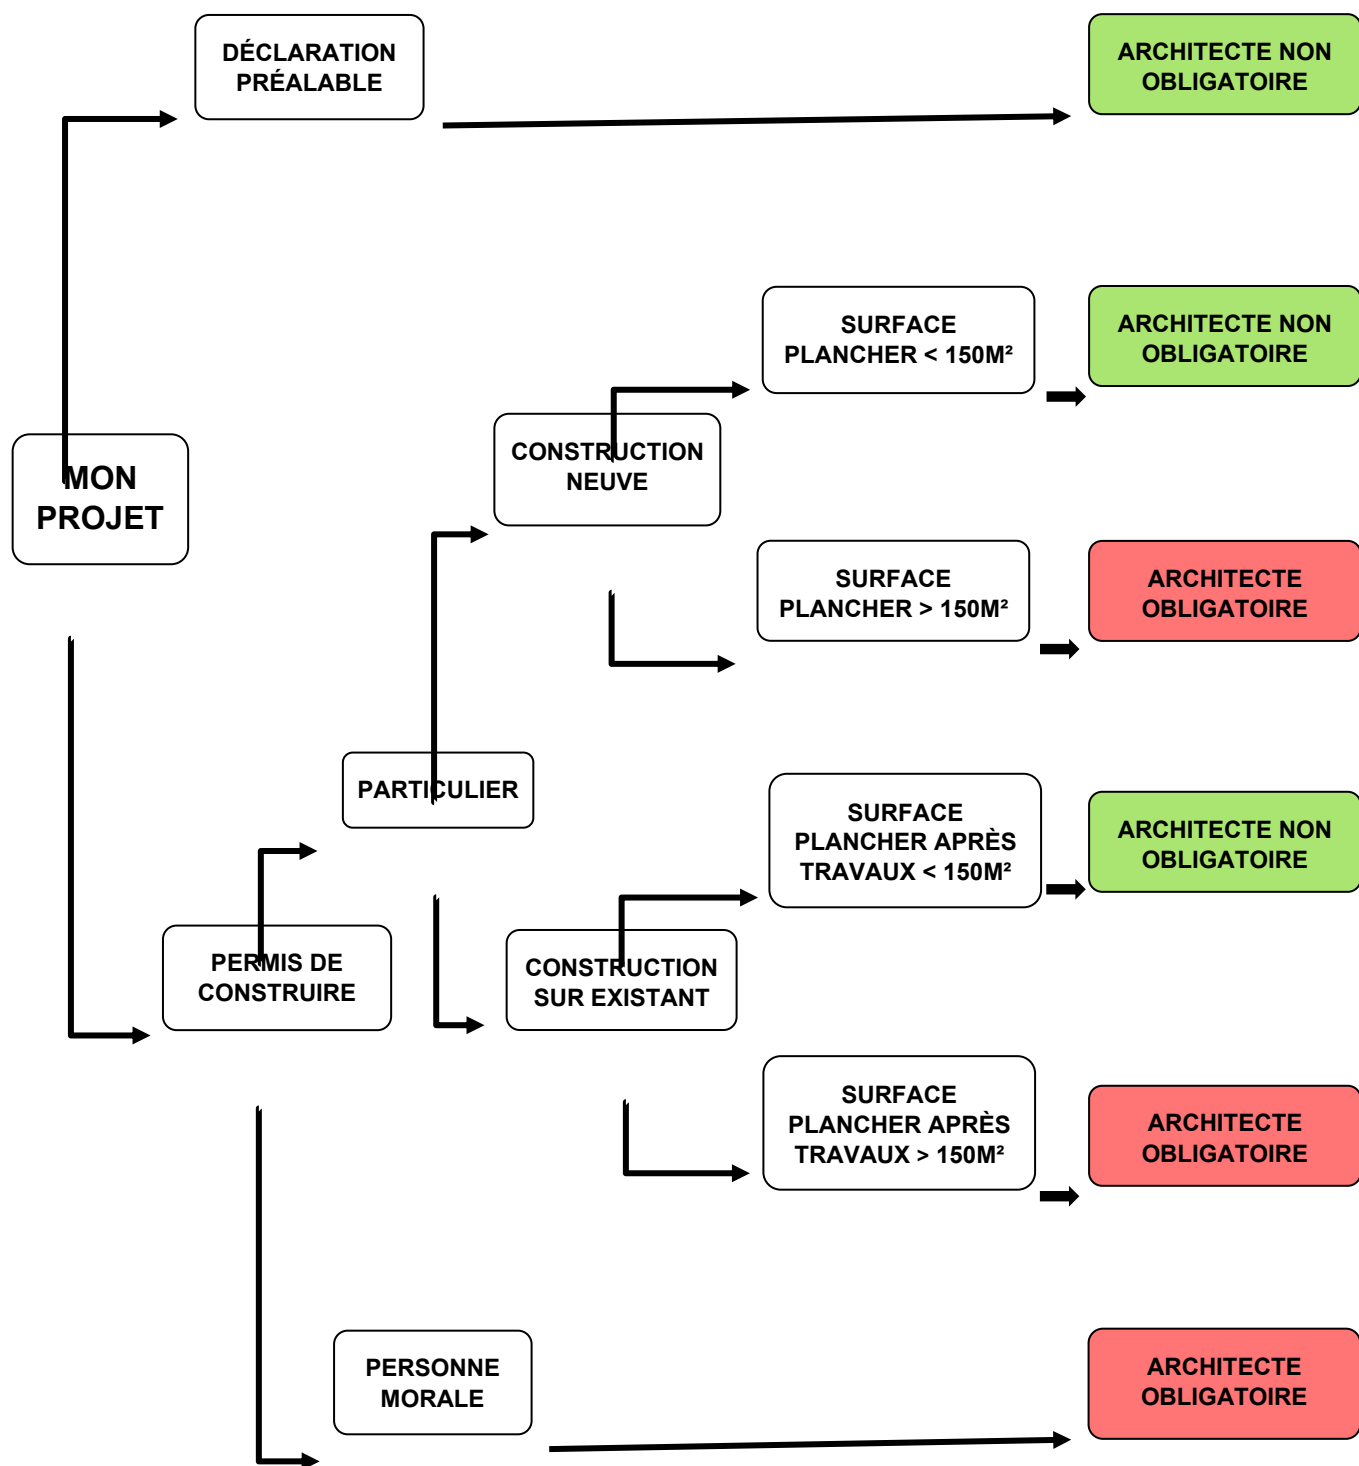 DÉCLARATION
PRÉALABLE
ARCHITECTE NON
OBLIGATOIRE
SURFACE
PLANCHER < 150M²
ARCHITECTE NON
OBLIGATOIRE
MON
PROJET
CONSTRUCTION
NEUVE
SURFACE
PLANCHER > 150M²
ARCHITECTE
OBLIGATOIRE
PARTICULIER
SURFACE
PLANCHER APRÈS
TRAVAUX < 150M²
ARCHITECTE NON
OBLIGATOIRE
PERMIS DE
CONSTRUIRE
CONSTRUCTION
SUR EXISTANT
SURFACE
PLANCHER APRÈS
TRAVAUX > 150M²
ARCHITECTE
OBLIGATOIRE
PERSONNE
MORALE
ARCHITECTE
OBLIGATOIRE